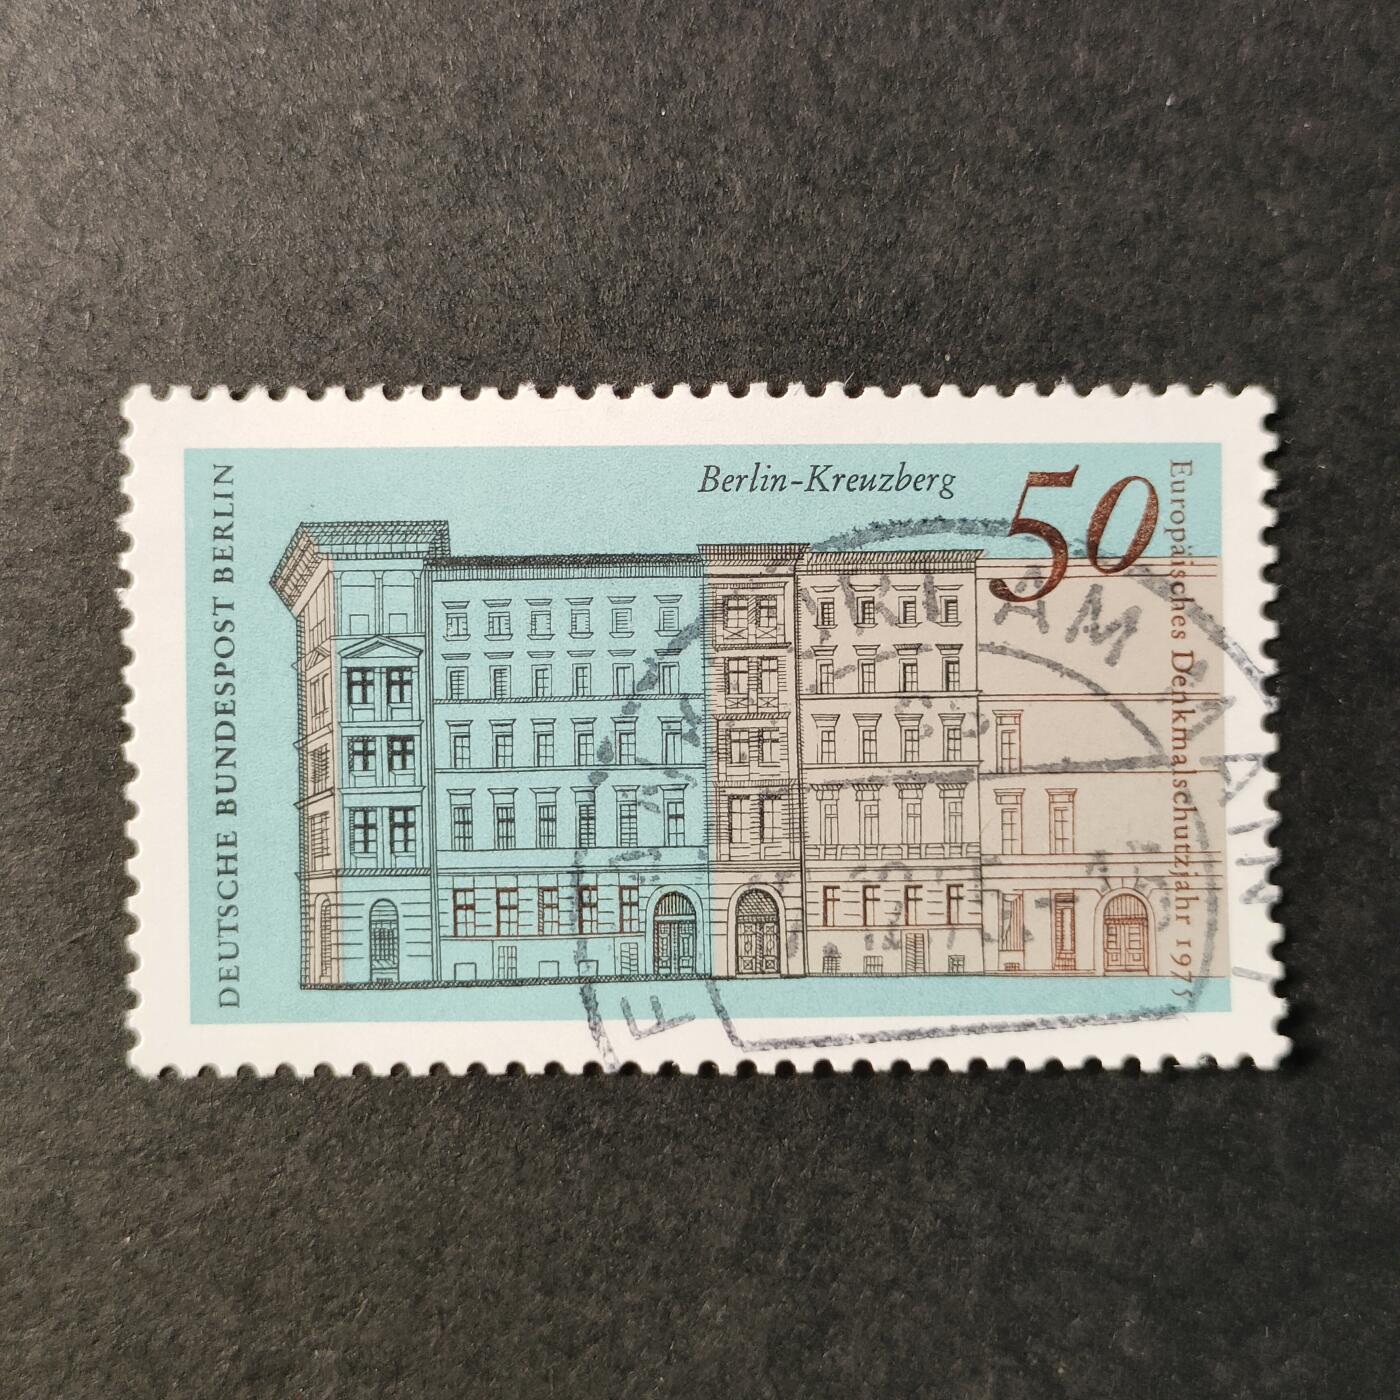 DEUTSCHE BUNDESPOST BERLIN
Berlin-Kreuzberg
50
Europäisches Denkmalschutzjahr 1975